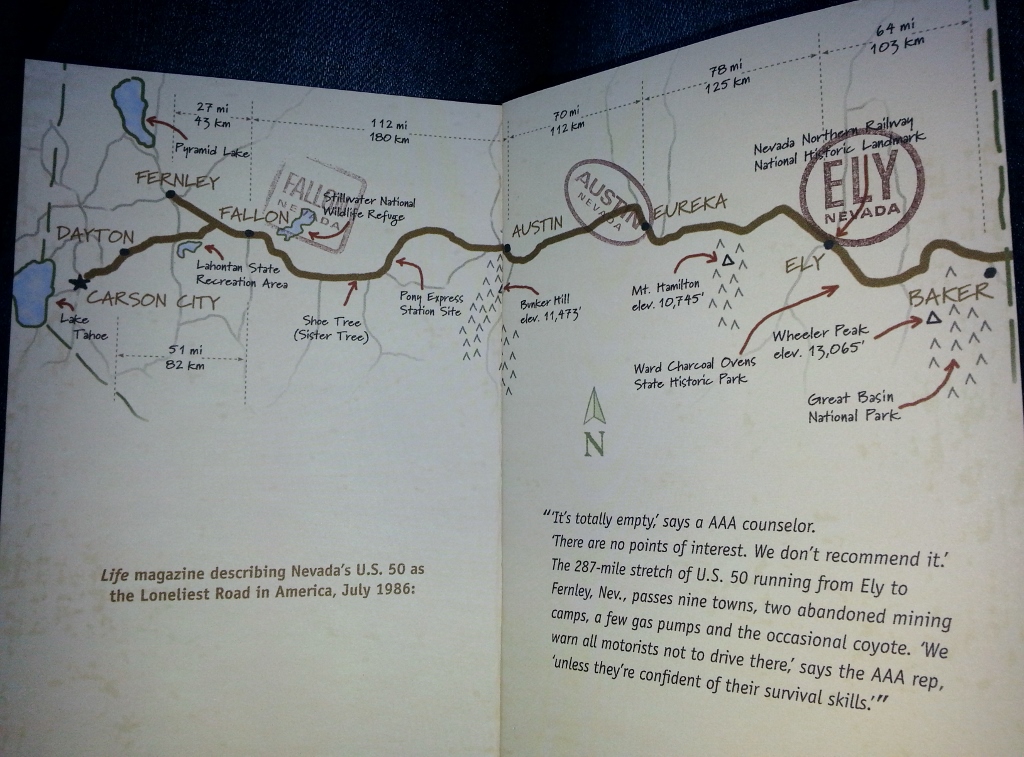 64 mi
103 km
78 mi
125 km
70 mi
112 km
27 mi
43 km
112 mi
180 km
Pyramid Lake
Nevada Northern Railway
National Historic Landmark
FERNLEY
FALLON
NEVADA
Stillwater National
Wildlife Refuge
AUSTIN
NEVADA
ELY
NEVADA
FALLON
DAYTON
AUSTIN
EUREKA
ELY
Lahontan State
Recreation Area
CARSON CITY
Lake
Tahoe
Shoe Tree
(Sister Tree)
Pony Express
Station Site
Bunker Hill
elev. 11,473'
Mt. Hamilton
elev. 10,745'
BAKER
Wheeler Peak
elev. 13,065'
Ward Charcoal Ovens
State Historic Park
Great Basin
National Park
51 mi
82 km
N
Life magazine describing Nevada's U.S. 50 as
the Loneliest Road in America, July 1986:
"'It's totally empty,' says a AAA counselor.
'There are no points of interest. We don't recommend it.'
The 287-mile stretch of U.S. 50 running from Ely to
Fernley, Nev., passes nine towns, two abandoned mining
camps, a few gas pumps and the occasional coyote. 'We
warn all motorists not to drive there,' says the AAA rep,
'unless they're confident of their survival skills.'"